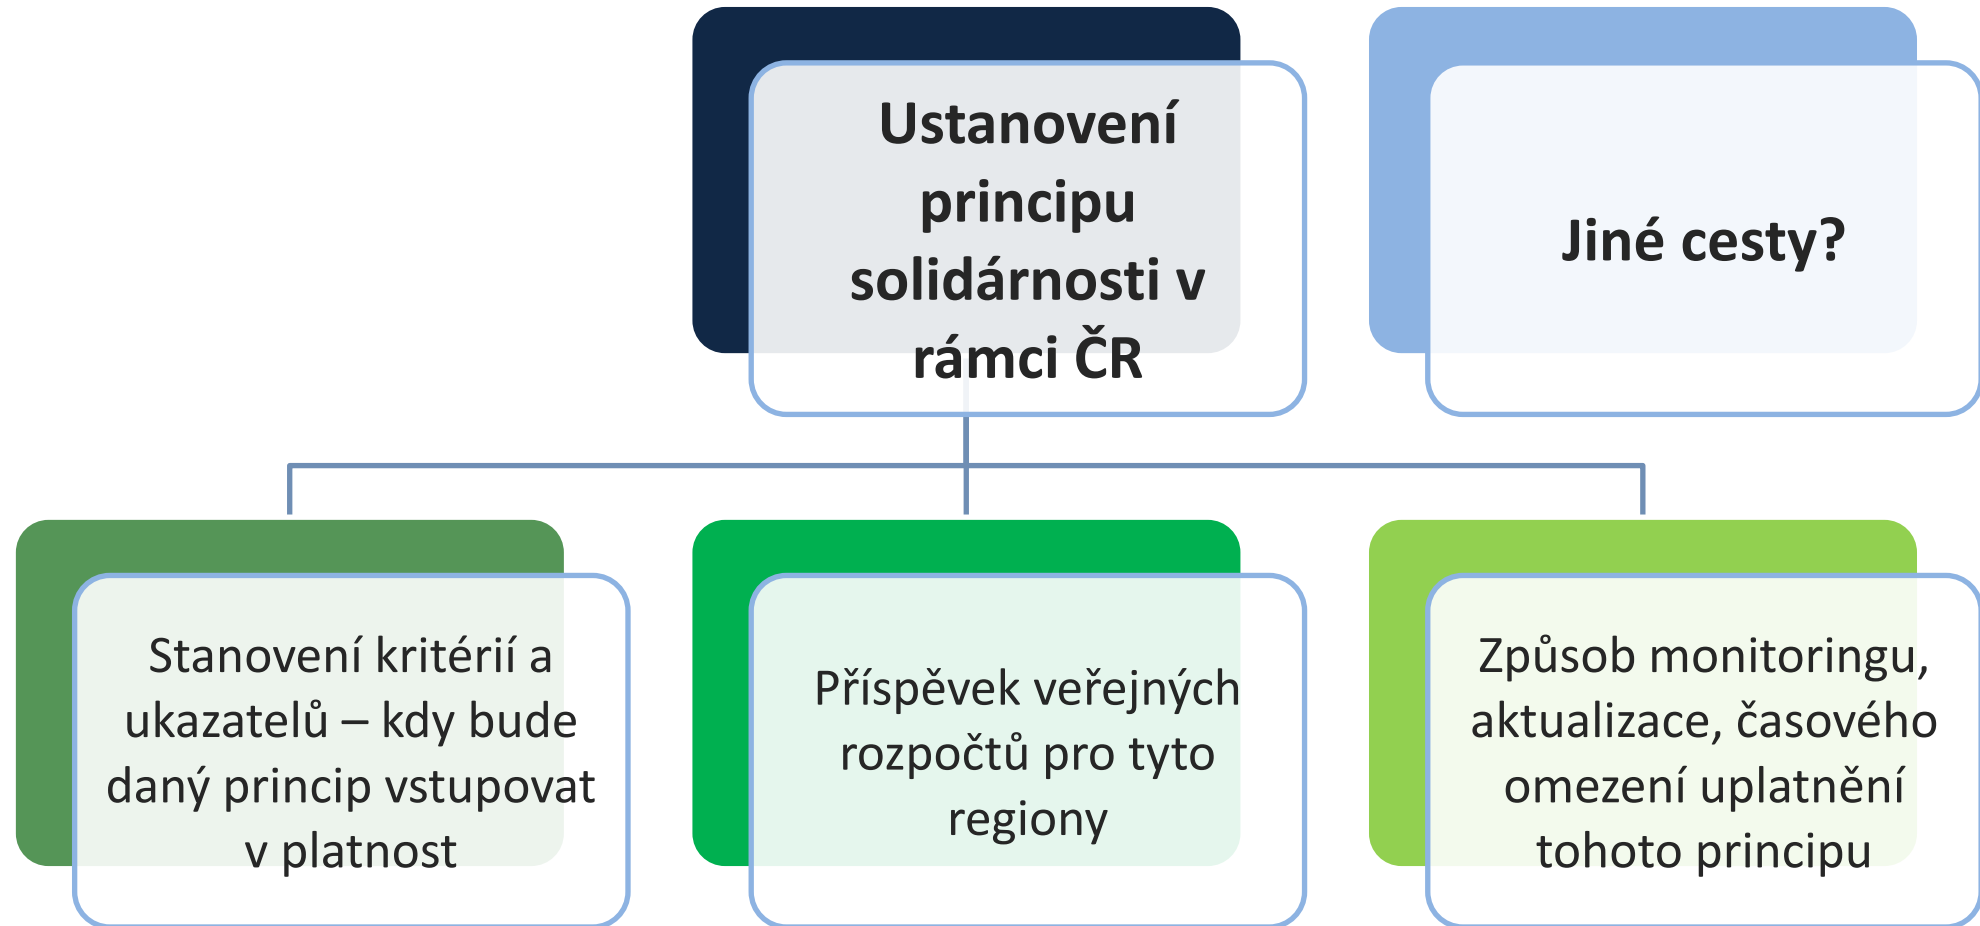 Ustanovení
principu
solidárnosti v
rámci ČR
Jiné cesty?
Stanovení kritérií a
ukazatelů – kdy bude
daný princip vstupovat
v platnost
Příspěvek veřejných
rozpočtů pro tyto
regiony
Způsob monitoringu,
aktualizace, časového
omezení uplatnění
tohoto principu